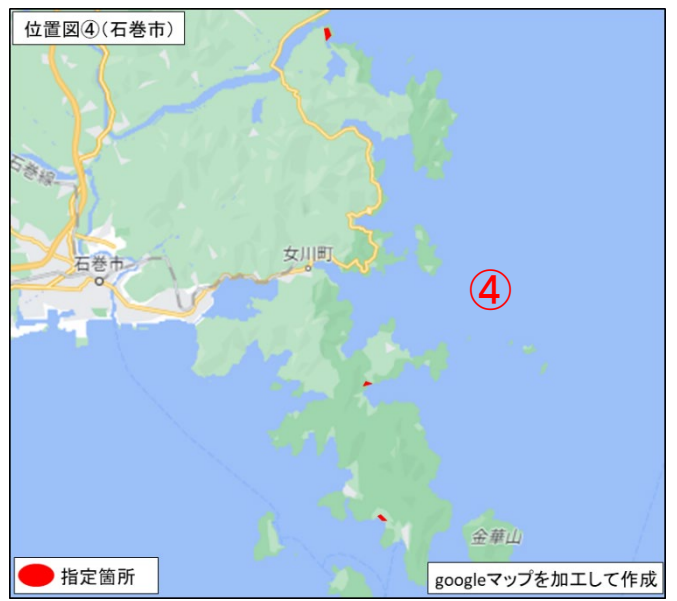 位置図④(石巻市)
石巻線
石巻市
女川町
④
金華山
指定箇所
googleマップを加工して作成